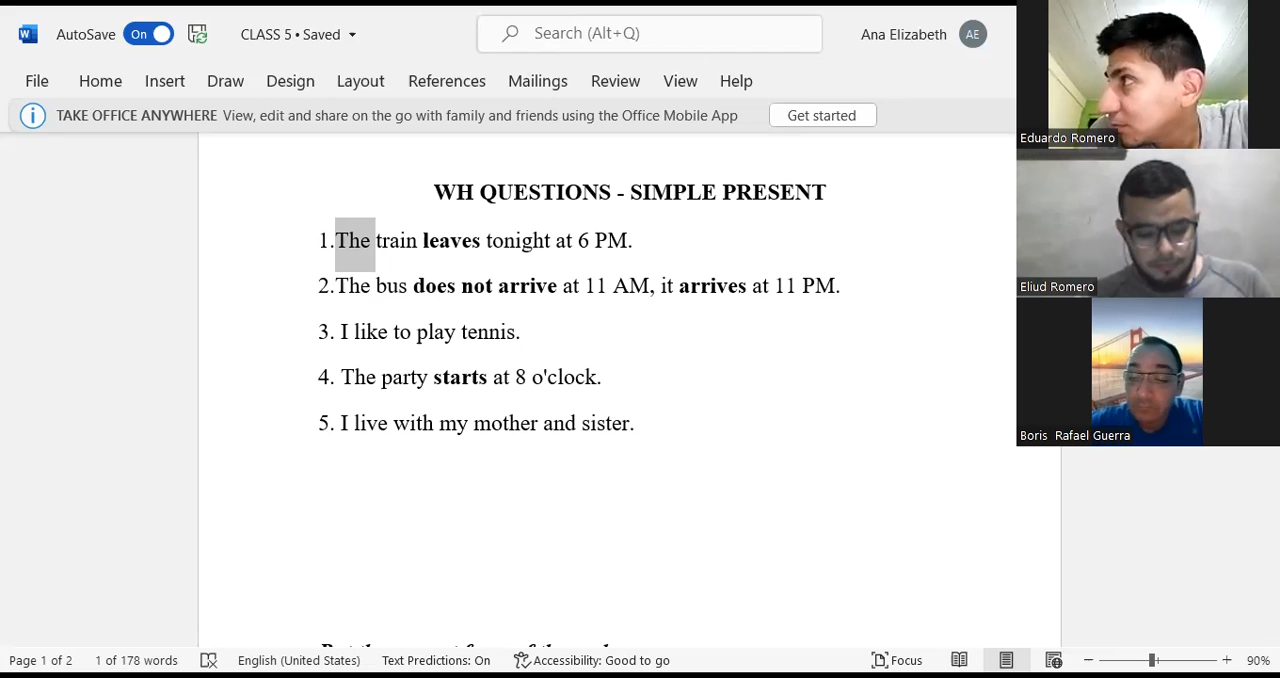 AutoSave On CLASS 5 • Saved Search (Alt+Q) Ana Elizabeth AE
File Home Insert Draw Design Layout References Mailings Review View Help
TAKE OFFICE ANYWHERE View, edit and share on the go with family and friends using the Office Mobile App Get started
WH QUESTIONS - SIMPLE PRESENT
1.The train leaves tonight at 6 PM.
2.The bus does not arrive at 11 AM, it arrives at 11 PM.
3. I like to play tennis.
4. The party starts at 8 o'clock.
5. I live with my mother and sister.
Eduardo Romero
Eliud Romero
Boris Rafael Guerra
Page 1 of 2 1 of 178 words English (United States) Text Predictions: On Accessibility: Good to go Focus 90%